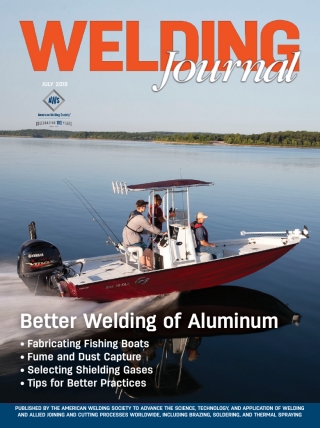 WELDING
Journal
JULY 2019
AWS
American Welding Society
Better Welding of Aluminum
• Fabricating Fishing Boats
• Fume and Dust Capture
• Selecting Shielding Gases
• Tips for Better Practices
PUBLISHED BY THE AMERICAN WELDING SOCIETY TO ADVANCE THE SCIENCE, TECHNOLOGY, AND APPLICATION OF WELDING
AND ALLIED JOINING AND CUTTING PROCESSES WORLDWIDE, INCLUDING BRAZING, SOLDERING, AND THERMAL SPRAYING